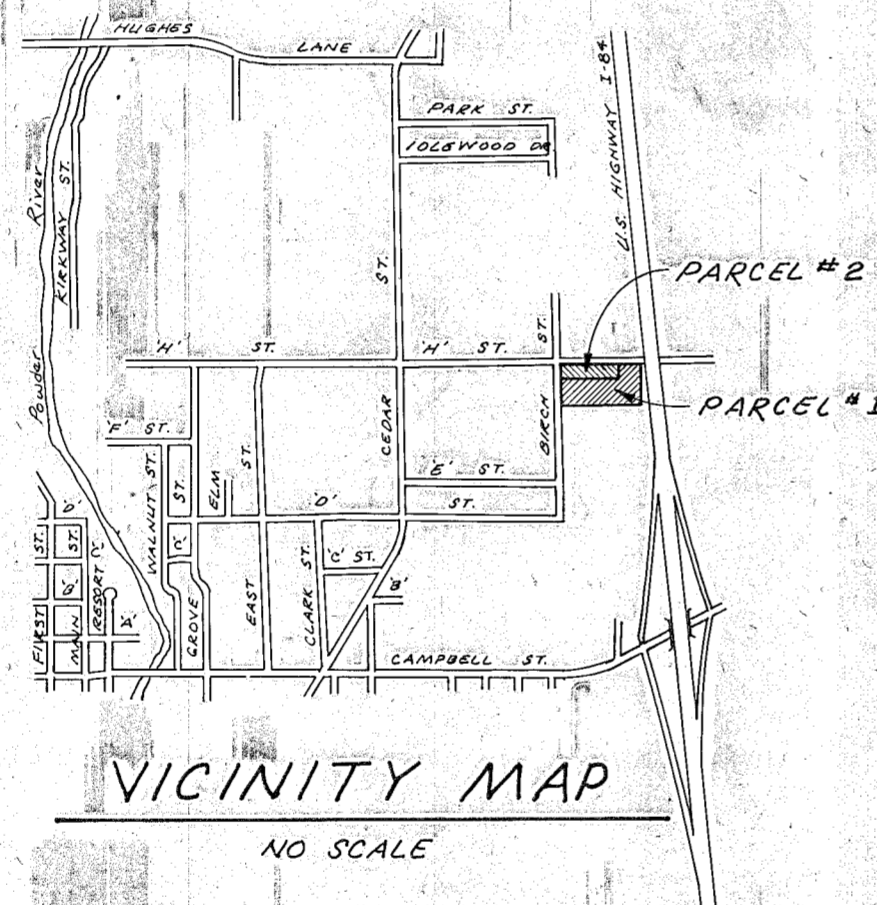 HUGHES LANE
PARK ST.
IDLEWOOD DR
U.S. HIGHWAY I-84
Powder River
KIRKWAY ST.
PARCEL #2
'H' ST. 'H' ST.
PARCEL #1
CEDAR ST.
BIRCH ST.
'F' ST.
WALNUT ST.
ST.
ELM
EAST ST.
'E' ST.
'D' ST.
'D'
CLARK ST.
'C' ST.
'B'
GROVE
FIRST ST.
MAIN ST.
RESORT
'B'
'A'
CAMPBELL ST.
VICINITY MAP
NO SCALE